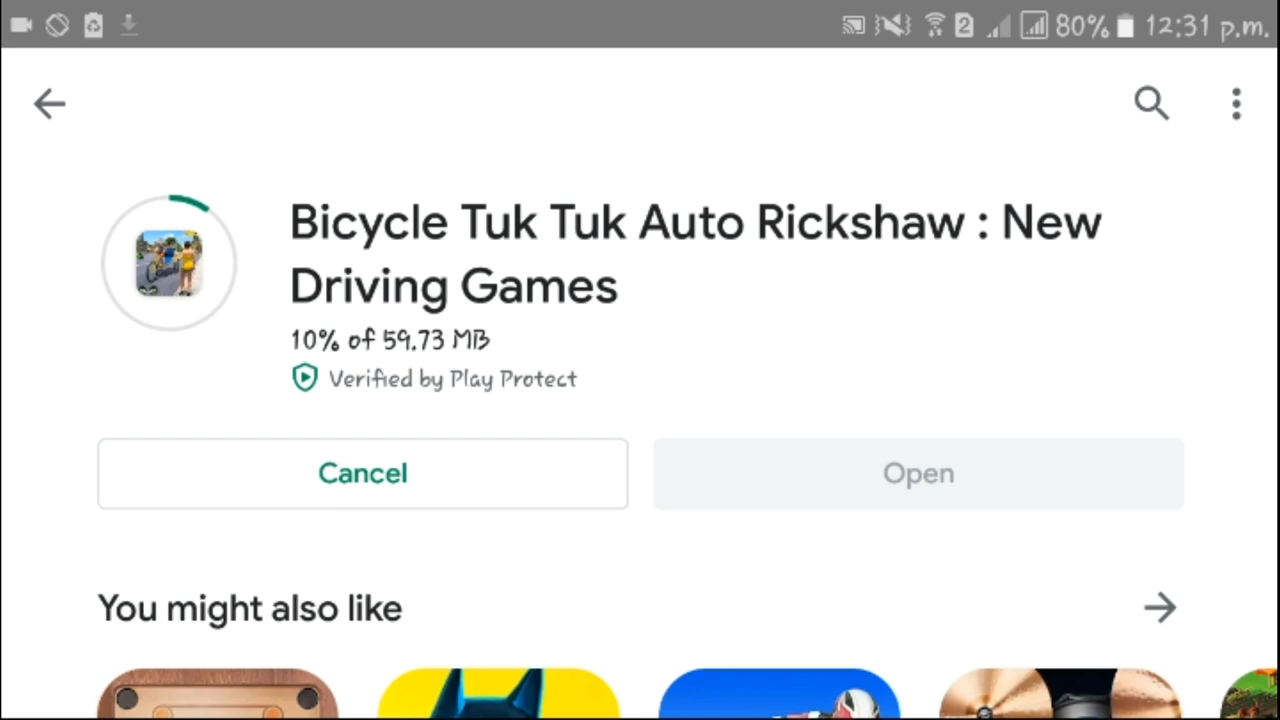 2 80% 12:31 p.m.
Bicycle Tuk Tuk Auto Rickshaw : New
Driving Games
10% of 59.73 MB
Verified by Play Protect
Cancel
Open
You might also like